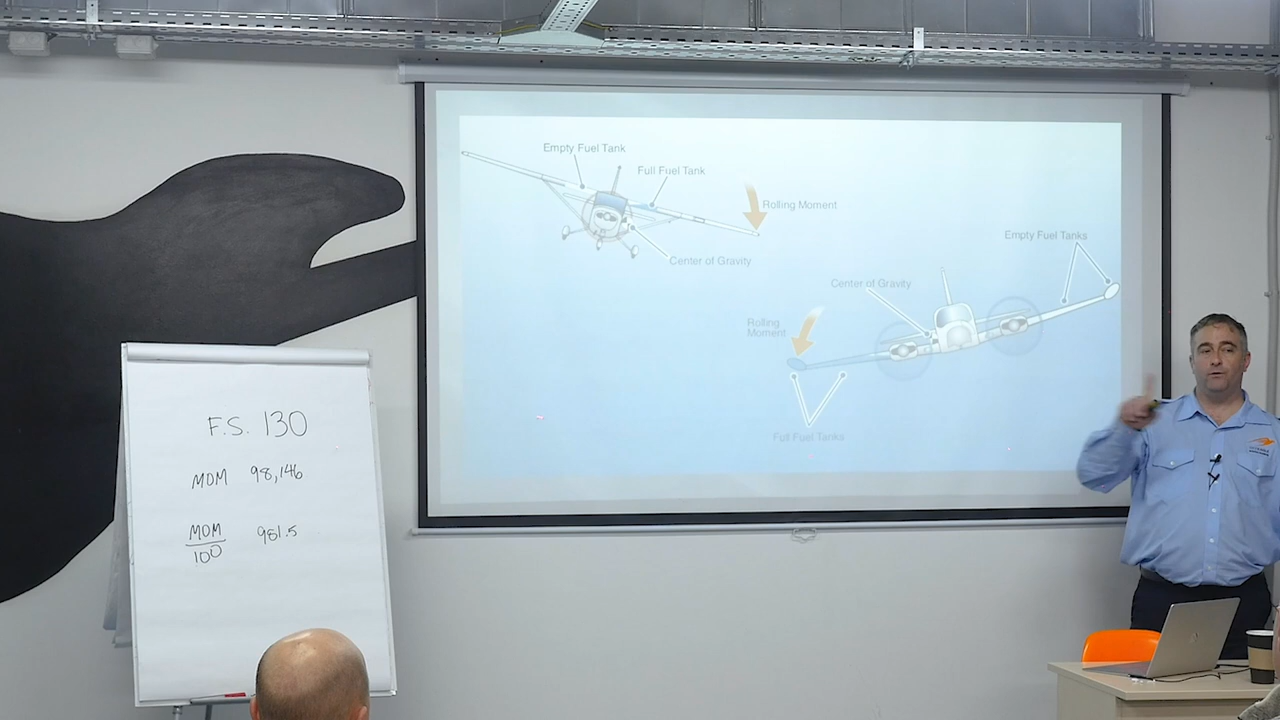 Empty Fuel Tank
Full Fuel Tank
Rolling Moment
Center of Gravity
Empty Fuel Tanks
Center of Gravity
Rolling
Moment
Full Fuel Tanks
F.S. 130
MOM 98,146
MOM
100
981.5